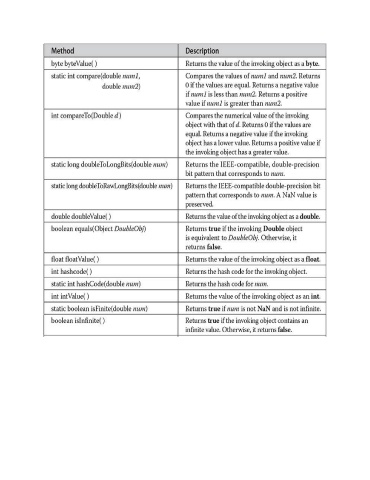 Method Description
byte byteValue( ) Returns the value of the invoking object as a byte.
static int compare(double num1, Compares the values of num1 and num2. Returns
double num2) 0 if the values are equal. Returns a negative value
if num1 is less than num2. Returns a positive
value if num1 is greater than num2.
int compareTo(Double d) Compares the numerical value of the invoking
object with that of d. Returns 0 if the values are
equal. Returns a negative value if the invoking
object has a lower value. Returns a positive value if
the invoking object has a greater value.
static long doubleToLongBits(double num) Returns the IEEE-compatible, double-precision
bit pattern that corresponds to num.
static long doubleToRawLongBits(double num) Returns the IEEE-compatible double-precision bit
pattern that corresponds to num. A NaN value is
preserved.
double doubleValue( ) Returns the value of the invoking object as a double.
boolean equals(Object DoubleObj) Returns true if the invoking Double object
is equivalent to DoubleObj. Otherwise, it
returns false.
float floatValue( ) Returns the value of the invoking object as a float.
int hashcode( ) Returns the hash code for the invoking object.
static int hashCode(double num) Returns the hash code for num.
int intValue( ) Returns the value of the invoking object as an int.
static boolean isFinite(double num) Returns true if num is not NaN and is not infinite.
boolean isInfinite( ) Returns true if the invoking object contains an
infinite value. Otherwise, it returns false.